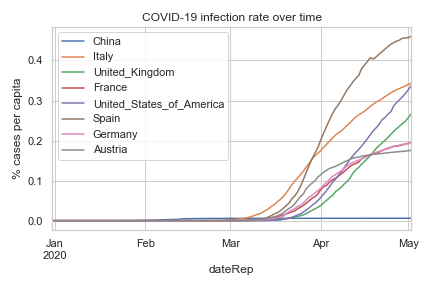 COVID-19 infection rate over time
China
Italy
United_Kingdom
France
United_States_of_America
Spain
Germany
Austria
% cases per capita
0.4
0.3
0.2
0.1
0.0
Jan Feb Mar Apr May
2020
dateRep